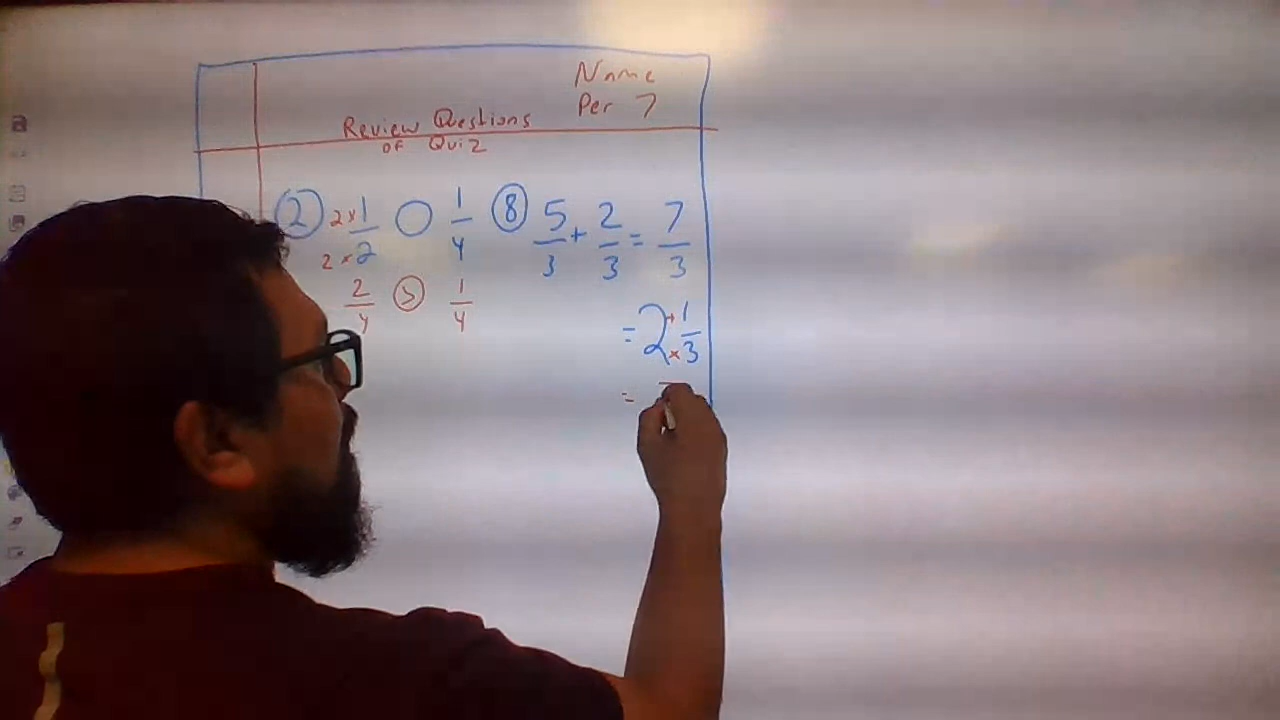 Name
Per 7
Review Questions
of Quiz
② 2×1/2×2 ○ 1/4
2/4 > 1/4
⑧ 5/3 + 2/3 = 7/3
= 2 + 1/×3
=